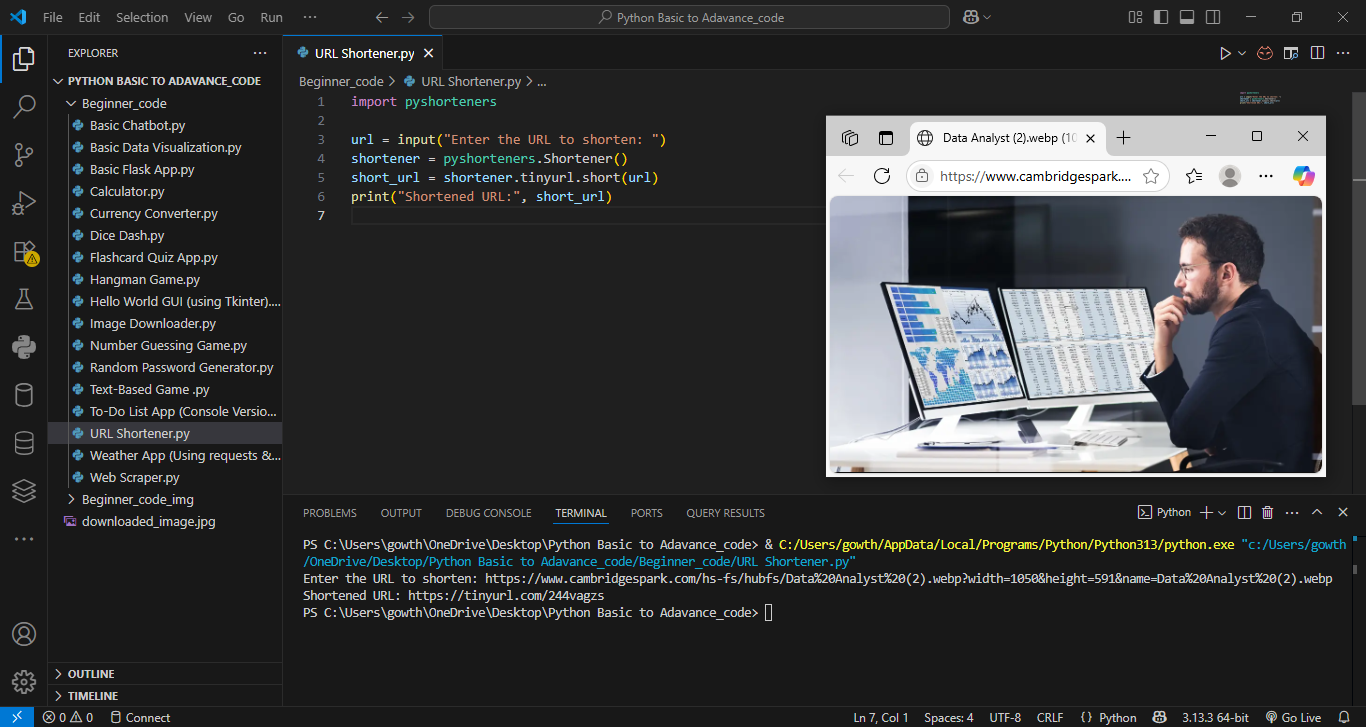 File Edit Selection View Go Run ··· Python Basic to Adavance_code
EXPLORER ···
PYTHON BASIC TO ADAVANCE_CODE
Beginner_code
Basic Chatbot.py
Basic Data Visualization.py
Basic Flask App.py
Calculator.py
Currency Converter.py
Dice Dash.py
Flashcard Quiz App.py
Hangman Game.py
Hello World GUI (using Tkinter)....
Image Downloader.py
Number Guessing Game.py
Random Password Generator.py
Text-Based Game .py
To-Do List App (Console Versio...
URL Shortener.py
Weather App (Using requests &...
Web Scraper.py
Beginner_code_img
downloaded_image.jpg
OUTLINE
TIMELINE
URL Shortener.py
Beginner_code > URL Shortener.py > ...
1 import pyshorteners
2
3 url = input("Enter the URL to shorten: ")
4 shortener = pyshorteners.Shortener()
5 short_url = shortener.tinyurl.short(url)
6 print("Shortened URL:", short_url)
7
Data Analyst (2).webp (10
https://www.cambridgespark....
PROBLEMS OUTPUT DEBUG CONSOLE TERMINAL PORTS QUERY RESULTS Python
PS C:\Users\gowth\OneDrive\Desktop\Python Basic to Adavance_code> & C:/Users/gowth/AppData/Local/Programs/Python/Python313/python.exe "c:/Users/gowth
/OneDrive/Desktop/Python Basic to Adavance_code/Beginner_code/URL Shortener.py"
Enter the URL to shorten: https://www.cambridgespark.com/hs-fs/hubfs/Data%20Analyst%20(2).webp?width=1050&height=591&name=Data%20Analyst%20(2).webp
Shortened URL: https://tinyurl.com/244vagzs
PS C:\Users\gowth\OneDrive\Desktop\Python Basic to Adavance_code>
0 0 Connect Ln 7, Col 1 Spaces: 4 UTF-8 CRLF {} Python 3.13.3 64-bit Go Live